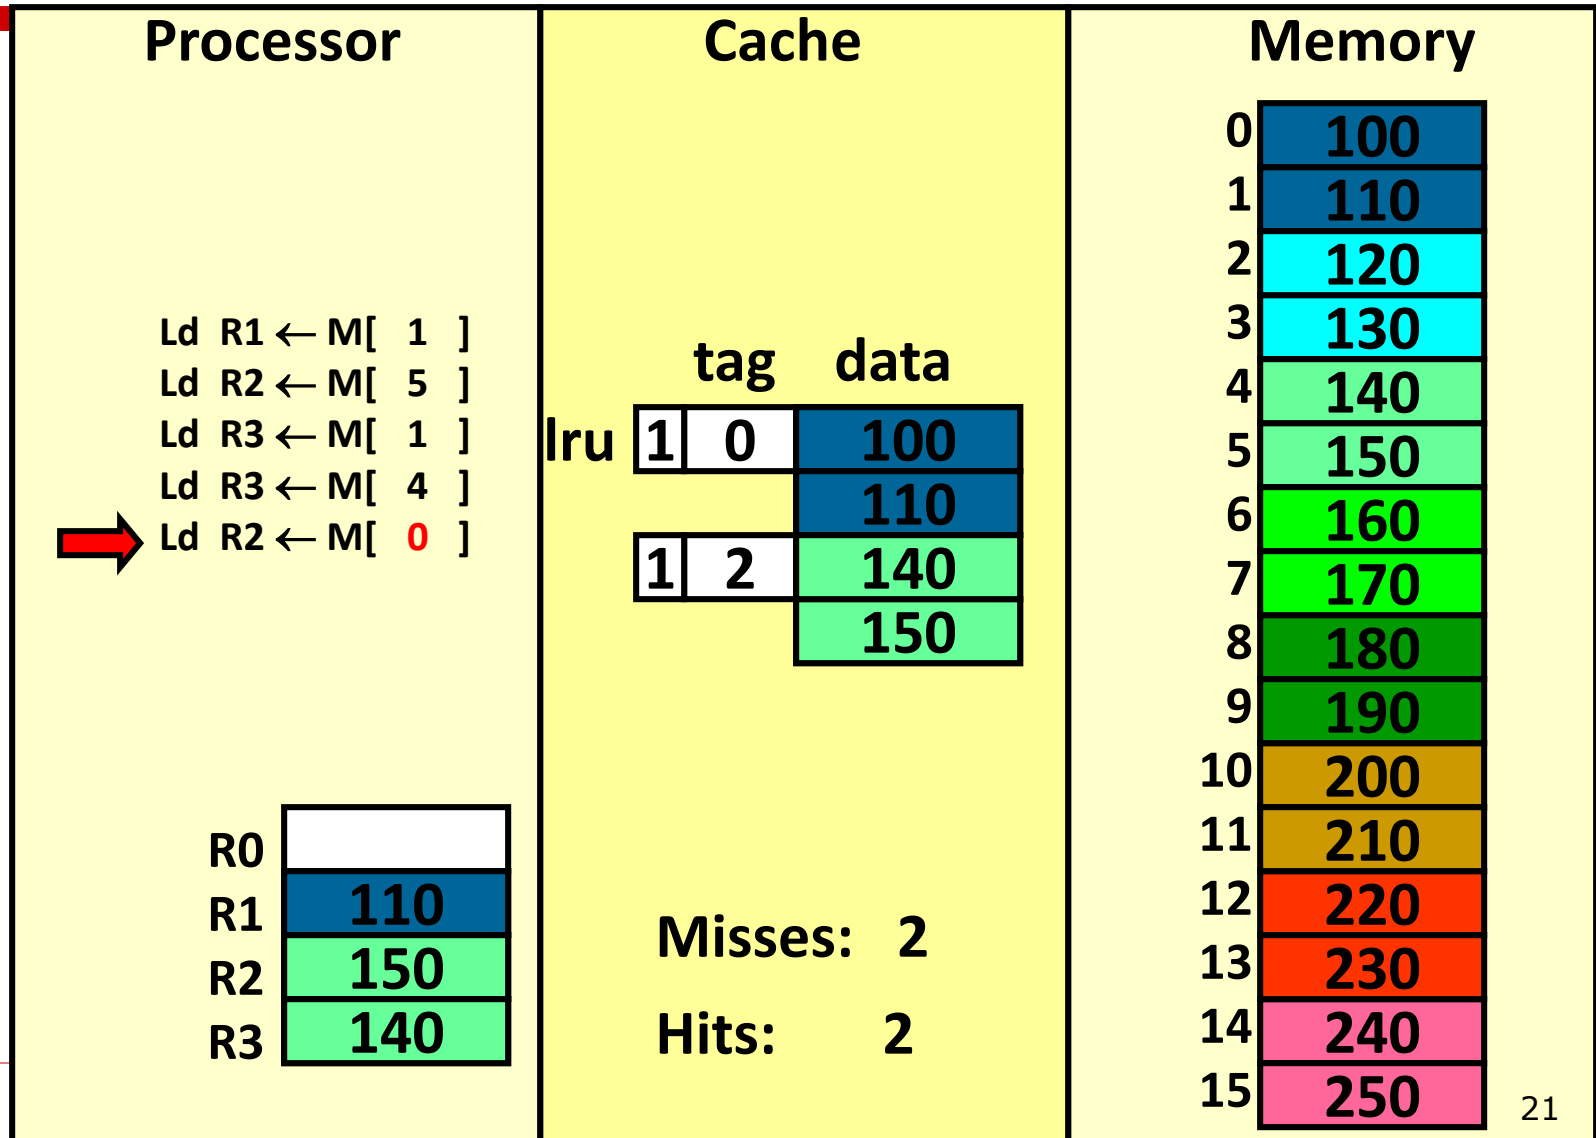 Processor
Ld R1 ← M[ 1 ]
Ld R2 ← M[ 5 ]
Ld R3 ← M[ 1 ]
Ld R3 ← M[ 4 ]
Ld R2 ← M[ 0 ]
R0
R1 110
R2 150
R3 140
Cache
tag data
lru 1 0 100
110
1 2 140
150
Misses: 2
Hits: 2
Memory
0 100
1 110
2 120
3 130
4 140
5 150
6 160
7 170
8 180
9 190
10 200
11 210
12 220
13 230
14 240
15 250
21